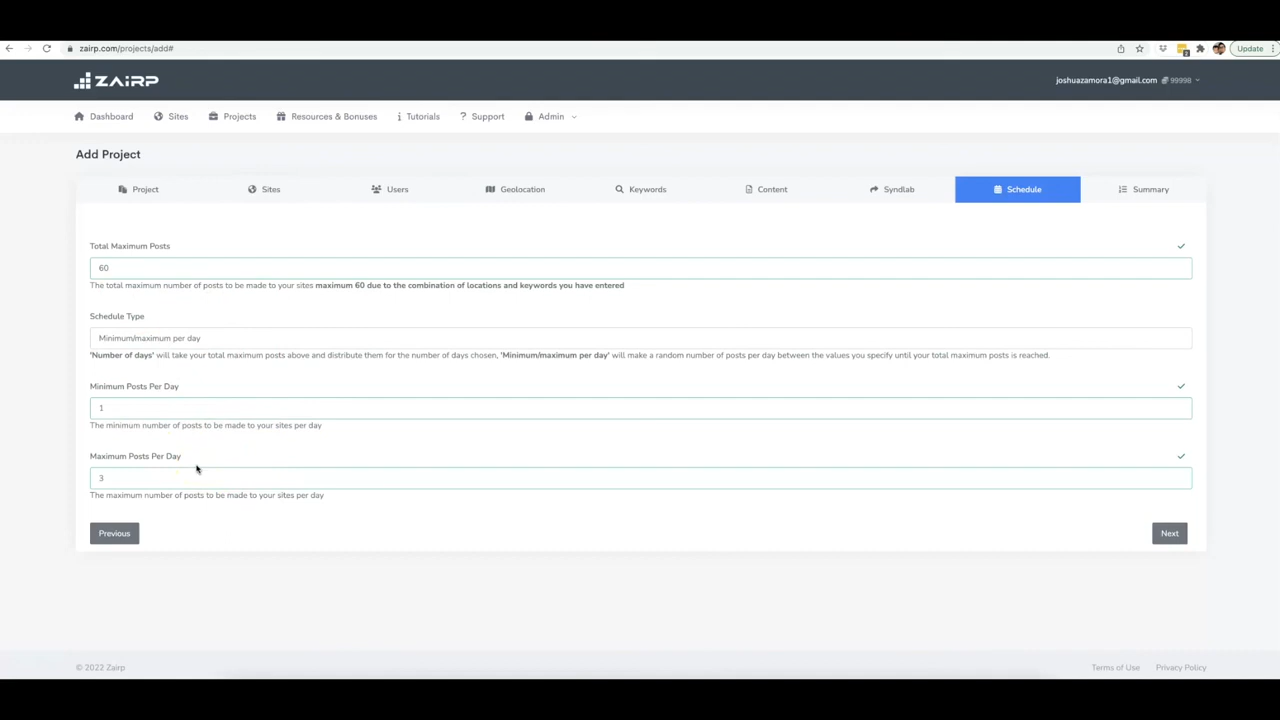 zairp.com/projects/add#
Update
ZAiRP
joshuazamora1@gmail.com 99998
Dashboard Sites Projects Resources & Bonuses Tutorials Support Admin
Add Project
Project Sites Users Geolocation Keywords Content Syndlab Schedule Summary
Total Maximum Posts
60
The total maximum number of posts to be made to your sites maximum 60 due to the combination of locations and keywords you have entered
Schedule Type
Minimum/maximum per day
'Number of days' will take your total maximum posts above and distribute them for the number of days chosen, 'Minimum/maximum per day' will make a random number of posts per day between the values you specify until your total maximum posts is reached.
Minimum Posts Per Day
1
The minimum number of posts to be made to your sites per day
Maximum Posts Per Day
3
The maximum number of posts to be made to your sites per day
Previous Next
© 2022 Zairp Terms of Use Privacy Policy